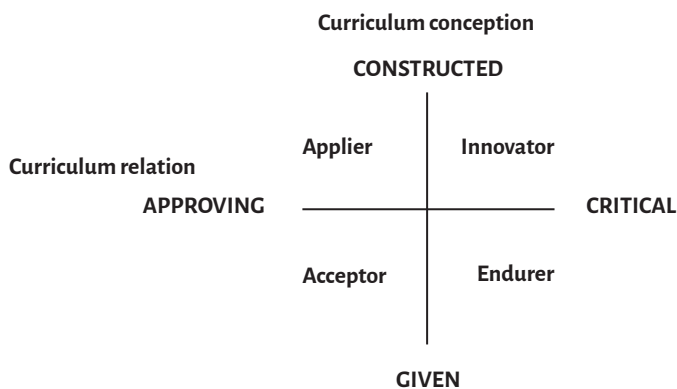 Curriculum conception
CONSTRUCTED
Applier
Innovator
Curriculum relation
APPROVING
CRITICAL
Acceptor
Endurer
GIVEN